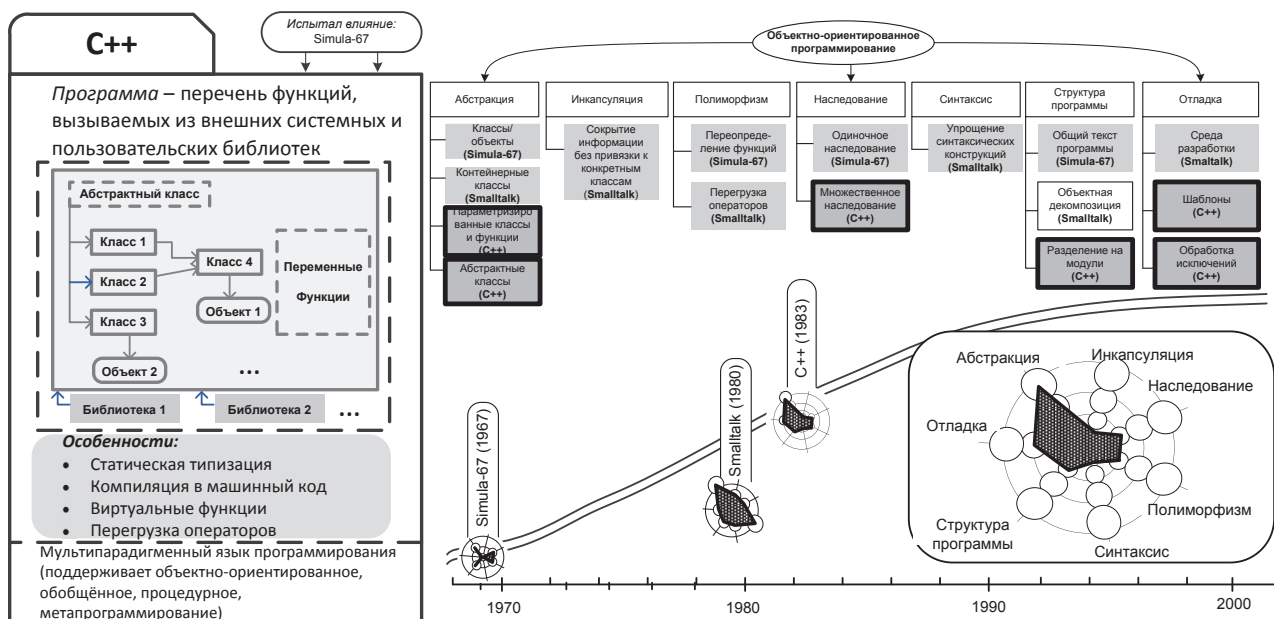 C++
Испытал влияние:
Simula-67
Программа – перечень функций,
вызываемых из внешних системных и
пользовательских библиотек
Абстрактный класс
Класс 1
Класс 2
Класс 3
Класс 4
Объект 1
Объект 2
Переменные
Функции
...
Библиотека 1
Библиотека 2
...
Особенности:
• Статическая типизация
• Компиляция в машинный код
• Виртуальные функции
• Перегрузка операторов
Мультипарадигменный язык программирования
(поддерживает объектно-ориентированное,
обобщённое, процедурное,
метапрограммирование)
Объектно-ориентированное
программирование
Абстракция
Классы/
объекты
(Simula-67)
Контейнерные
классы
(Smalltalk)
Параметризиро
ванные классы
и функции
(C++)
Абстрактные
классы
(C++)
Инкапсуляция
Сокрытие
информации
без привязки к
конкретным
классам
(Smalltalk)
Полиморфизм
Переопреде-
ление функций
(Simula-67)
Перегрузка
операторов
(Smalltalk)
Наследование
Одиночное
наследование
(Simula-67)
Множественное
наследование
(C++)
Синтаксис
Упрощение
синтаксических
конструкций
(Smalltalk)
Структура
программы
Общий текст
программы
(Simula-67)
Объектная
декомпозиция
(Smalltalk)
Разделение на
модули
(C++)
Отладка
Среда
разработки
(Smaltalk)
Шаблоны
(C++)
Обработка
исключений
(C++)
Simula-67 (1967)
Smalltalk (1980)
C++ (1983)
Абстракция
Инкапсуляция
Наследование
Отладка
Полиморфизм
Структура
программы
Синтаксис
1970
1980
1990
2000